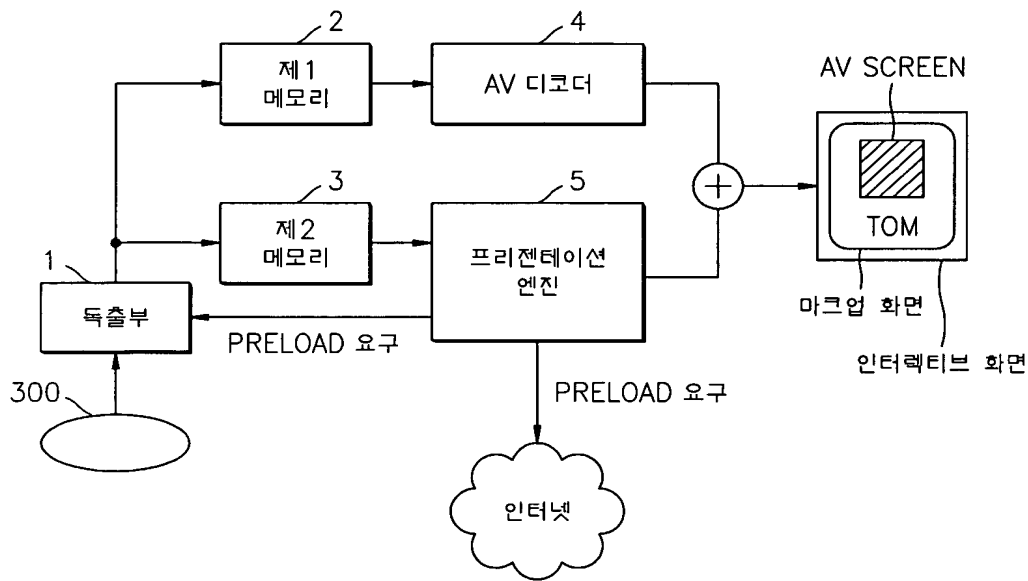 2
제1
메모리
4
AV 디코더
AV SCREEN
TOM
마크업 화면
인터렉티브 화면
3
제2
메모리
5
프리젠테이션
엔진
1
독출부
PRELOAD 요구
PRELOAD 요구
300
인터넷